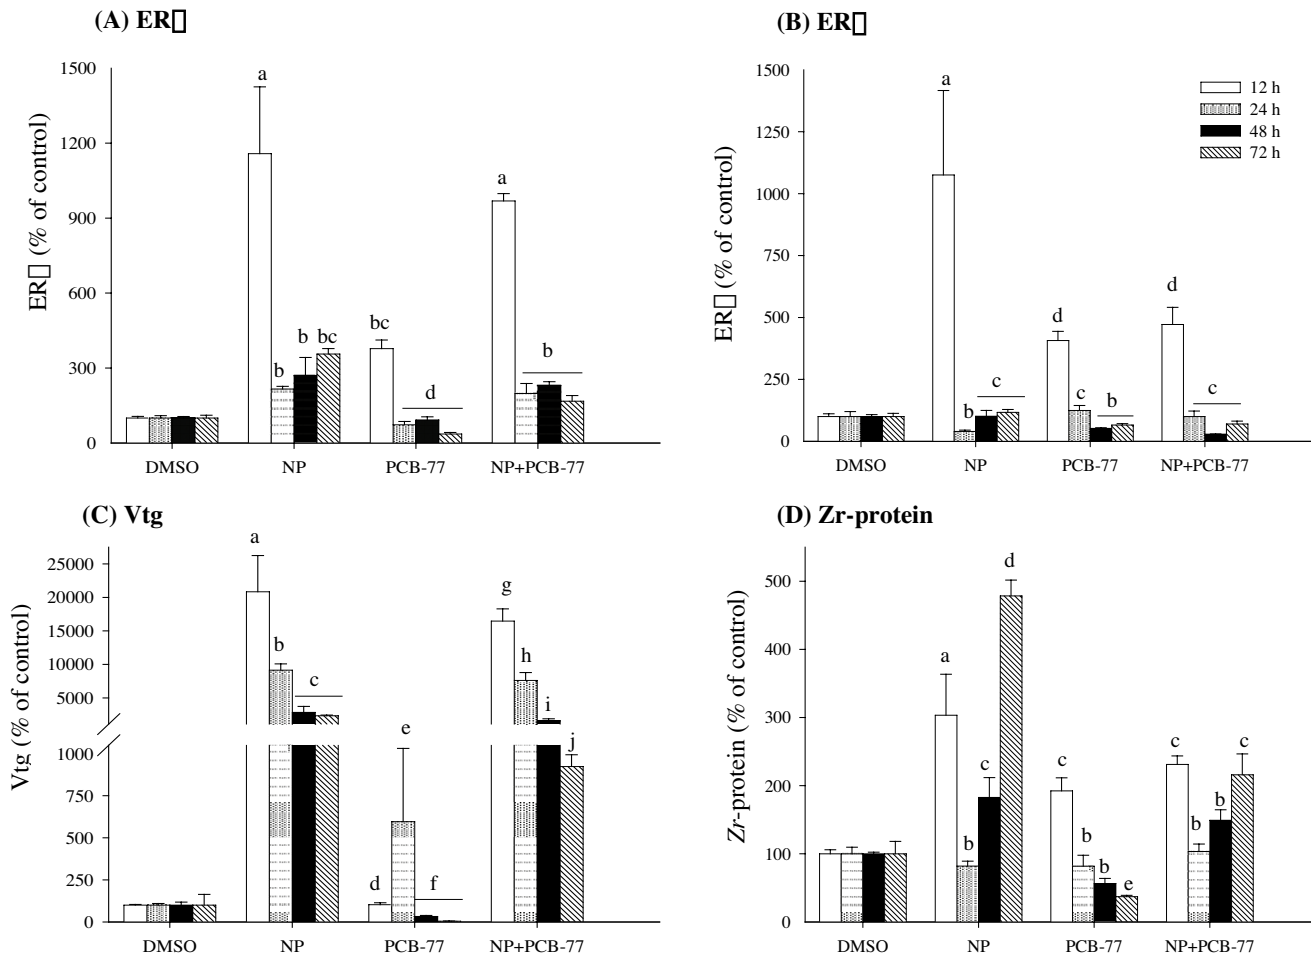 (A) ER▯
ER▯ (% of control)
1500
1200
900
600
300
0
a
b
b
bc
bc
d
a
b
DMSO
NP
PCB-77
NP+PCB-77
(B) ER▯
ER▯ (% of control)
1500
1250
1000
750
500
250
0
12 h
24 h
48 h
72 h
a
b
c
d
c
b
d
c
DMSO
NP
PCB-77
NP+PCB-77
(C) Vtg
Vtg (% of control)
25000
20000
15000
10000
5000
1000
750
500
250
0
a
b
c
d
e
f
g
h
i
j
DMSO
NP
PCB-77
NP+PCB-77
(D) Zr-protein
Zr-protein (% of control)
500
400
300
200
100
0
a
b
c
d
c
b
b
e
c
b
b
c
DMSO
NP
PCB-77
NP+PCB-77